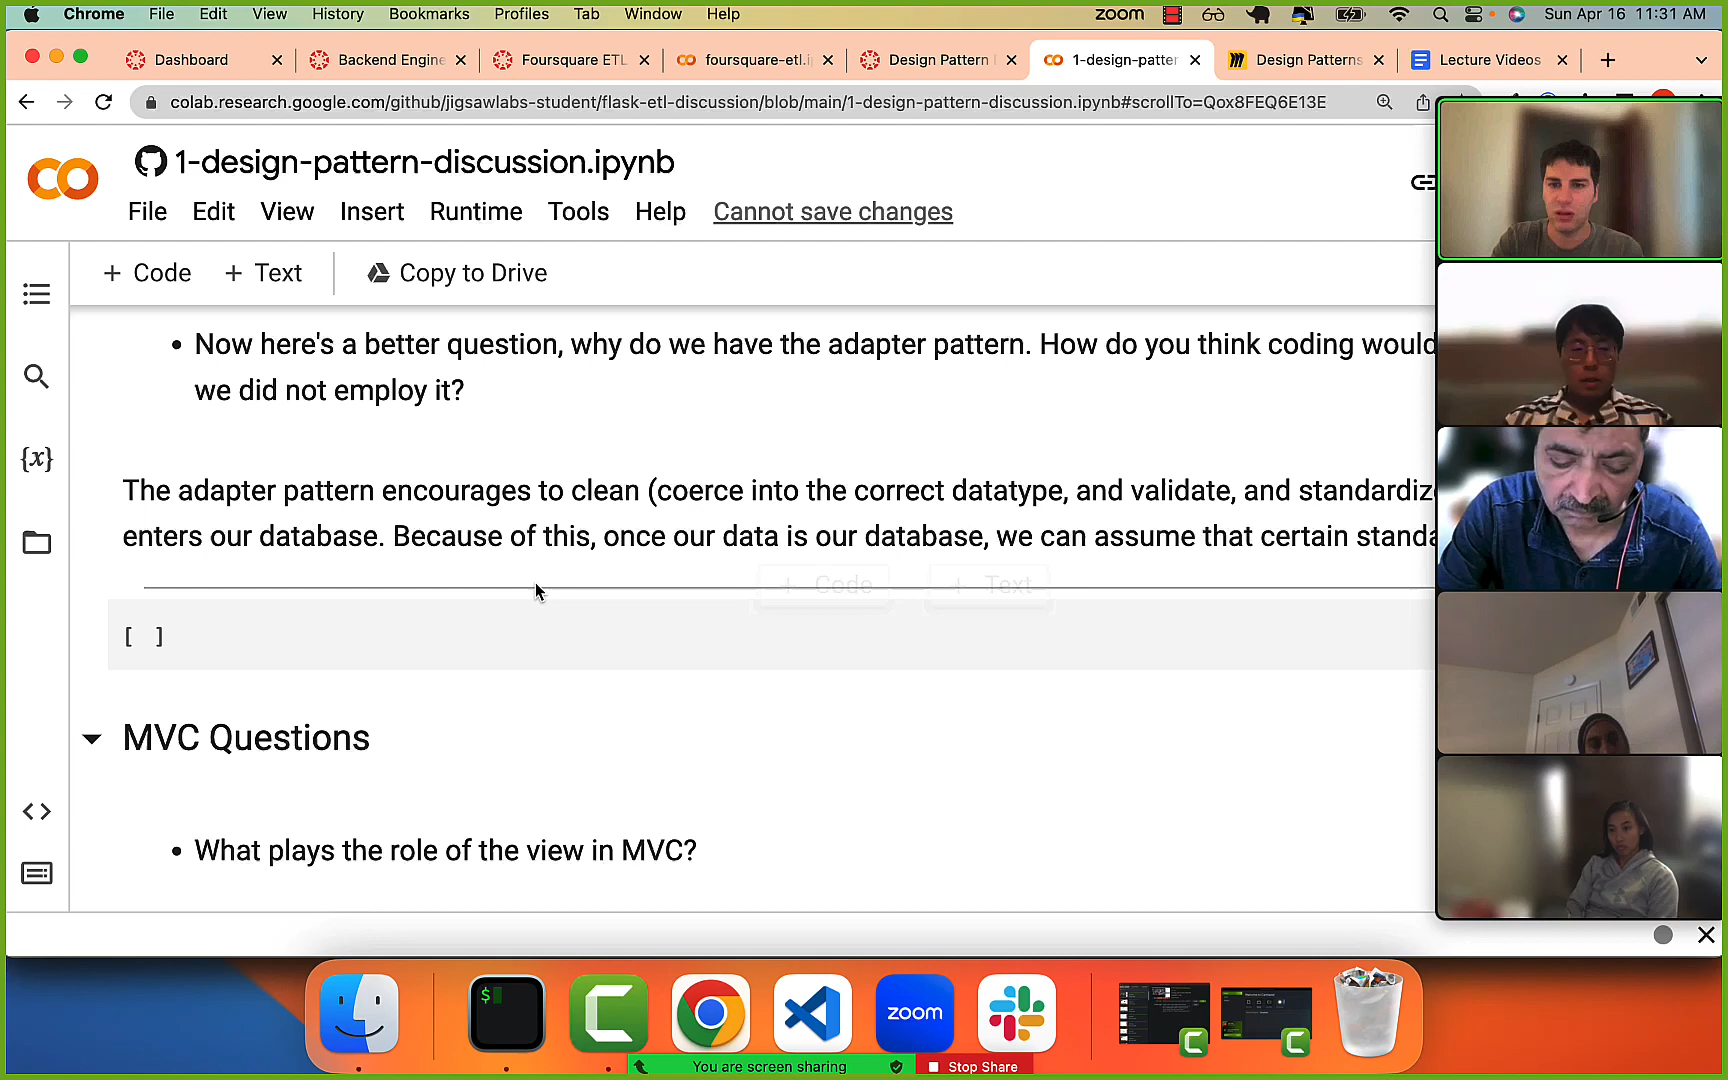 Chrome File Edit View History Bookmarks Profiles Tab Window Help zoom Sun Apr 16 11:31 AM
Dashboard Backend Engine Foursquare ETL foursquare-etl.i Design Pattern 1-design-patter Design Patterns Lecture Videos
colab.research.google.com/github/jigsawlabs-student/flask-etl-discussion/blob/main/1-design-pattern-discussion.ipynb#scrollTo=Qox8FEQ6E13E
1-design-pattern-discussion.ipynb
File Edit View Insert Runtime Tools Help Cannot save changes
+ Code + Text Copy to Drive
• Now here's a better question, why do we have the adapter pattern. How do you think coding would
we did not employ it?
{x}
The adapter pattern encourages to clean (coerce into the correct datatype, and validate, and standardize
enters our database. Because of this, once our data is our database, we can assume that certain standa
+ Code + Text
[ ]
MVC Questions
• What plays the role of the view in MVC?
$
zoom
You are screen sharing Stop Share